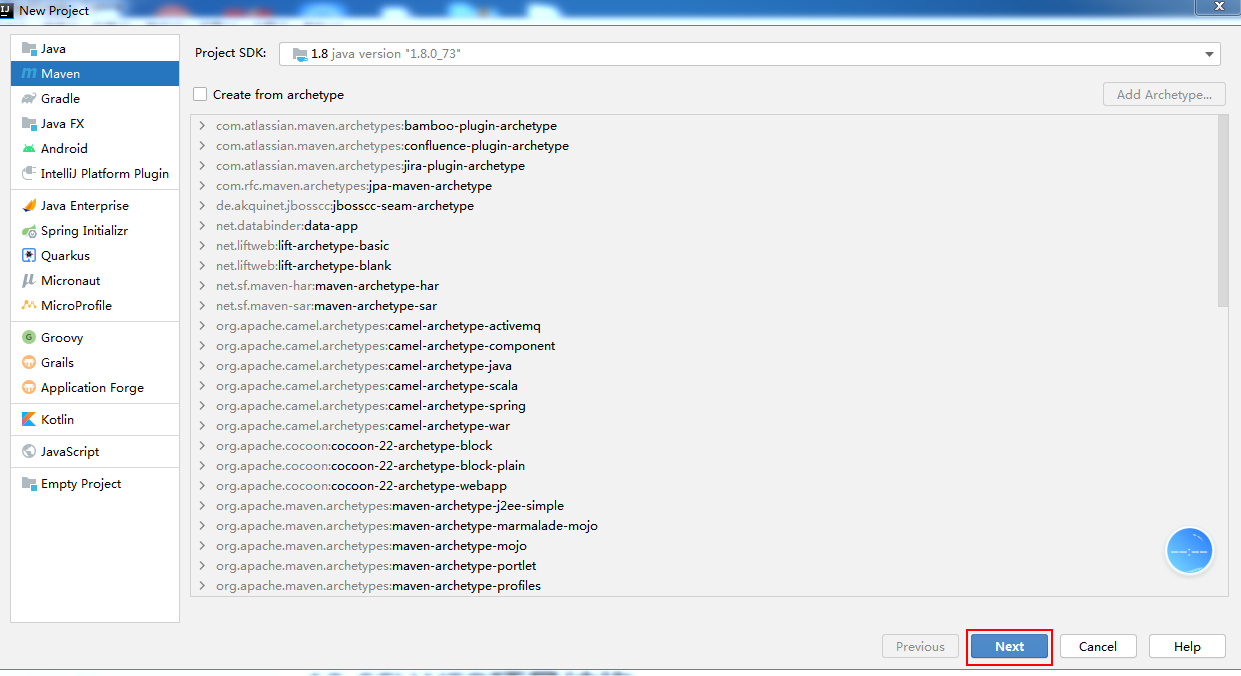 New Project
Java
Maven
Gradle
Java FX
Android
IntelliJ Platform Plugin
Java Enterprise
Spring Initializr
Quarkus
Micronaut
MicroProfile
Groovy
Grails
Application Forge
Kotlin
JavaScript
Empty Project
Project SDK: 1.8 java version "1.8.0_73"
Create from archetype Add Archetype...
com.atlassian.maven.archetypes:bamboo-plugin-archetype
com.atlassian.maven.archetypes:confluence-plugin-archetype
com.atlassian.maven.archetypes:jira-plugin-archetype
com.rfc.maven.archetypes:jpa-maven-archetype
de.akquinet.jbosscc:jbosscc-seam-archetype
net.databinder:data-app
net.liftweb:lift-archetype-basic
net.liftweb:lift-archetype-blank
net.sf.maven-har:maven-archetype-har
net.sf.maven-sar:maven-archetype-sar
org.apache.camel.archetypes:camel-archetype-activemq
org.apache.camel.archetypes:camel-archetype-component
org.apache.camel.archetypes:camel-archetype-java
org.apache.camel.archetypes:camel-archetype-scala
org.apache.camel.archetypes:camel-archetype-spring
org.apache.camel.archetypes:camel-archetype-war
org.apache.cocoon:cocoon-22-archetype-block
org.apache.cocoon:cocoon-22-archetype-block-plain
org.apache.cocoon:cocoon-22-archetype-webapp
org.apache.maven.archetypes:maven-archetype-j2ee-simple
org.apache.maven.archetypes:maven-archetype-marmalade-mojo
org.apache.maven.archetypes:maven-archetype-mojo
org.apache.maven.archetypes:maven-archetype-portlet
org.apache.maven.archetypes:maven-archetype-profiles
Previous Next Cancel Help